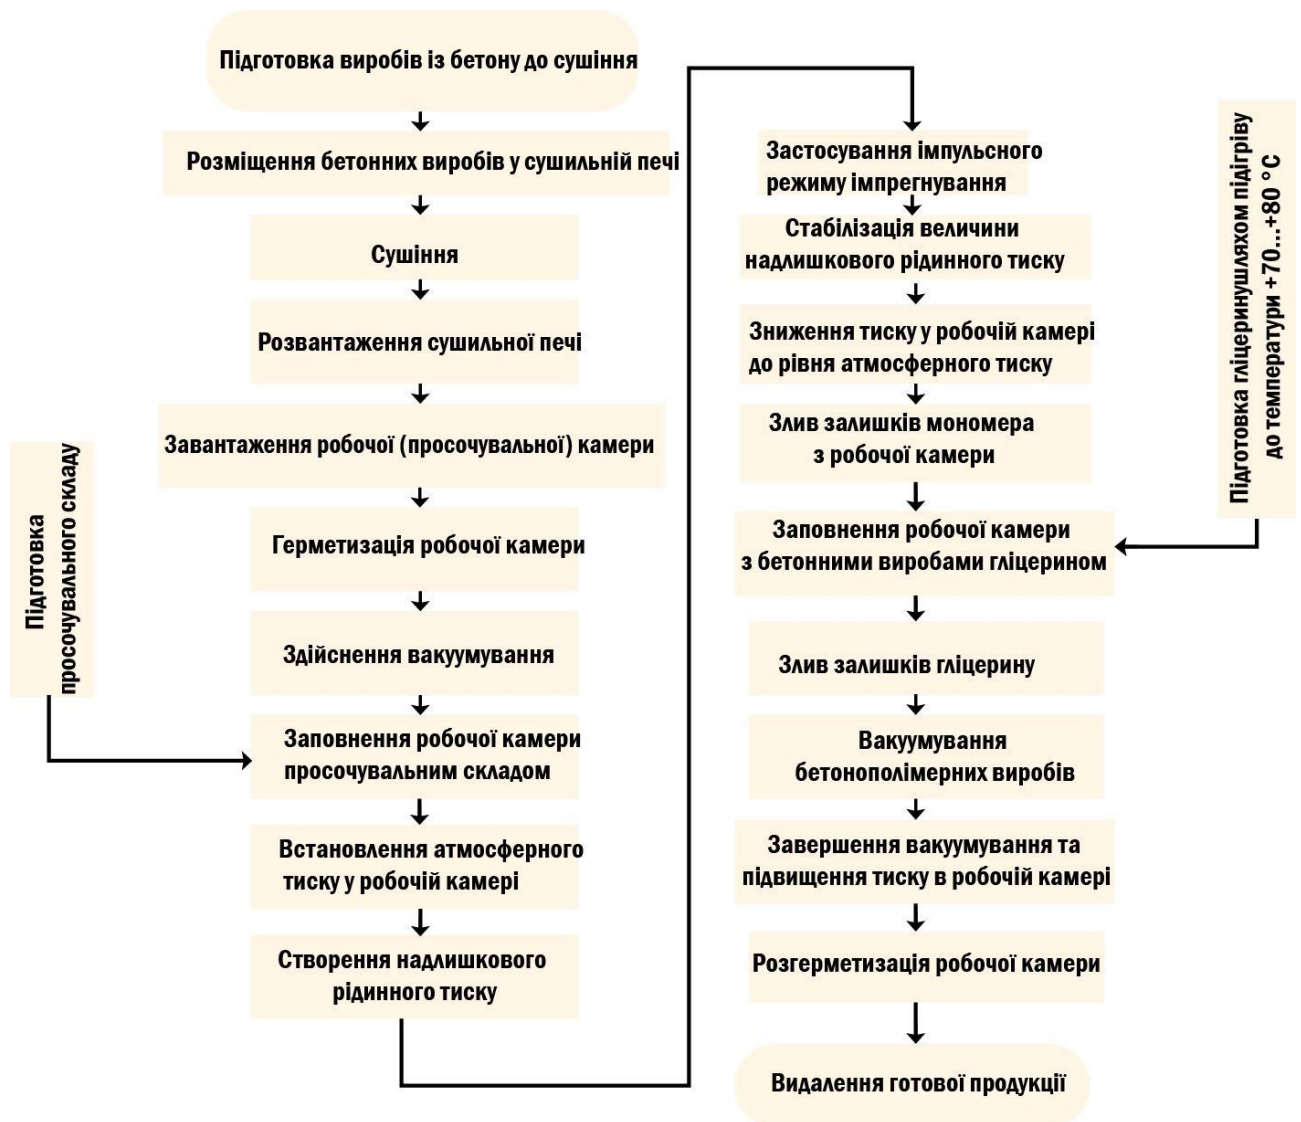 Підготовка виробів із бетону до сушіння
Розміщення бетонних виробів у сушильній печі
Сушіння
Розвантаження сушильної печі
Завантаження робочої (просочувальної) камери
Герметизація робочої камери
Здійснення вакуумування
Підготовка
просочувального складу
Заповнення робочої камери
просочувальним складом
Встановлення атмосферного
тиску у робочій камері
Створення надлишкового
рідинного тиску
Застосування імпульсного
режиму імпрегнування
Стабілізація величини
надлишкового рідинного тиску
Зниження тиску у робочій камері
до рівня атмосферного тиску
Злив залишків мономера
з робочої камери
Підготовка гліцеринушляхом підігріву
до температури +70...+80 °C
Заповнення робочої камери
з бетонними виробами гліцерином
Злив залишків гліцерину
Вакуумування
бетонополімерних виробів
Завершення вакуумування та
підвищення тиску в робочій камері
Розгерметизація робочої камери
Видалення готової продукції